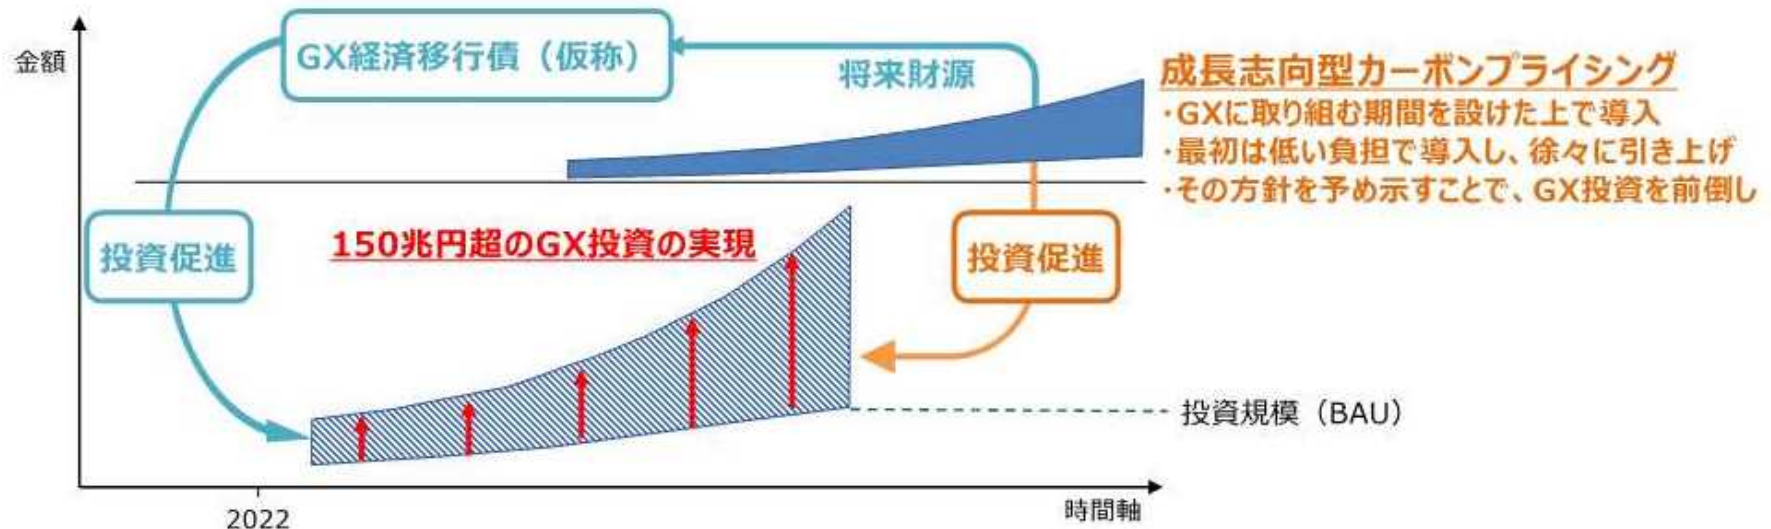 金額
GX経済移行債（仮称）
将来財源
成長志向型カーボンプライシング
・GXに取り組む期間を設けた上で導入
・最初は低い負担で導入し、徐々に引き上げ
・その方針を予め示すことで、GX投資を前倒し
投資促進
150兆円超のGX投資の実現
投資促進
投資規模（BAU）
2022
時間軸